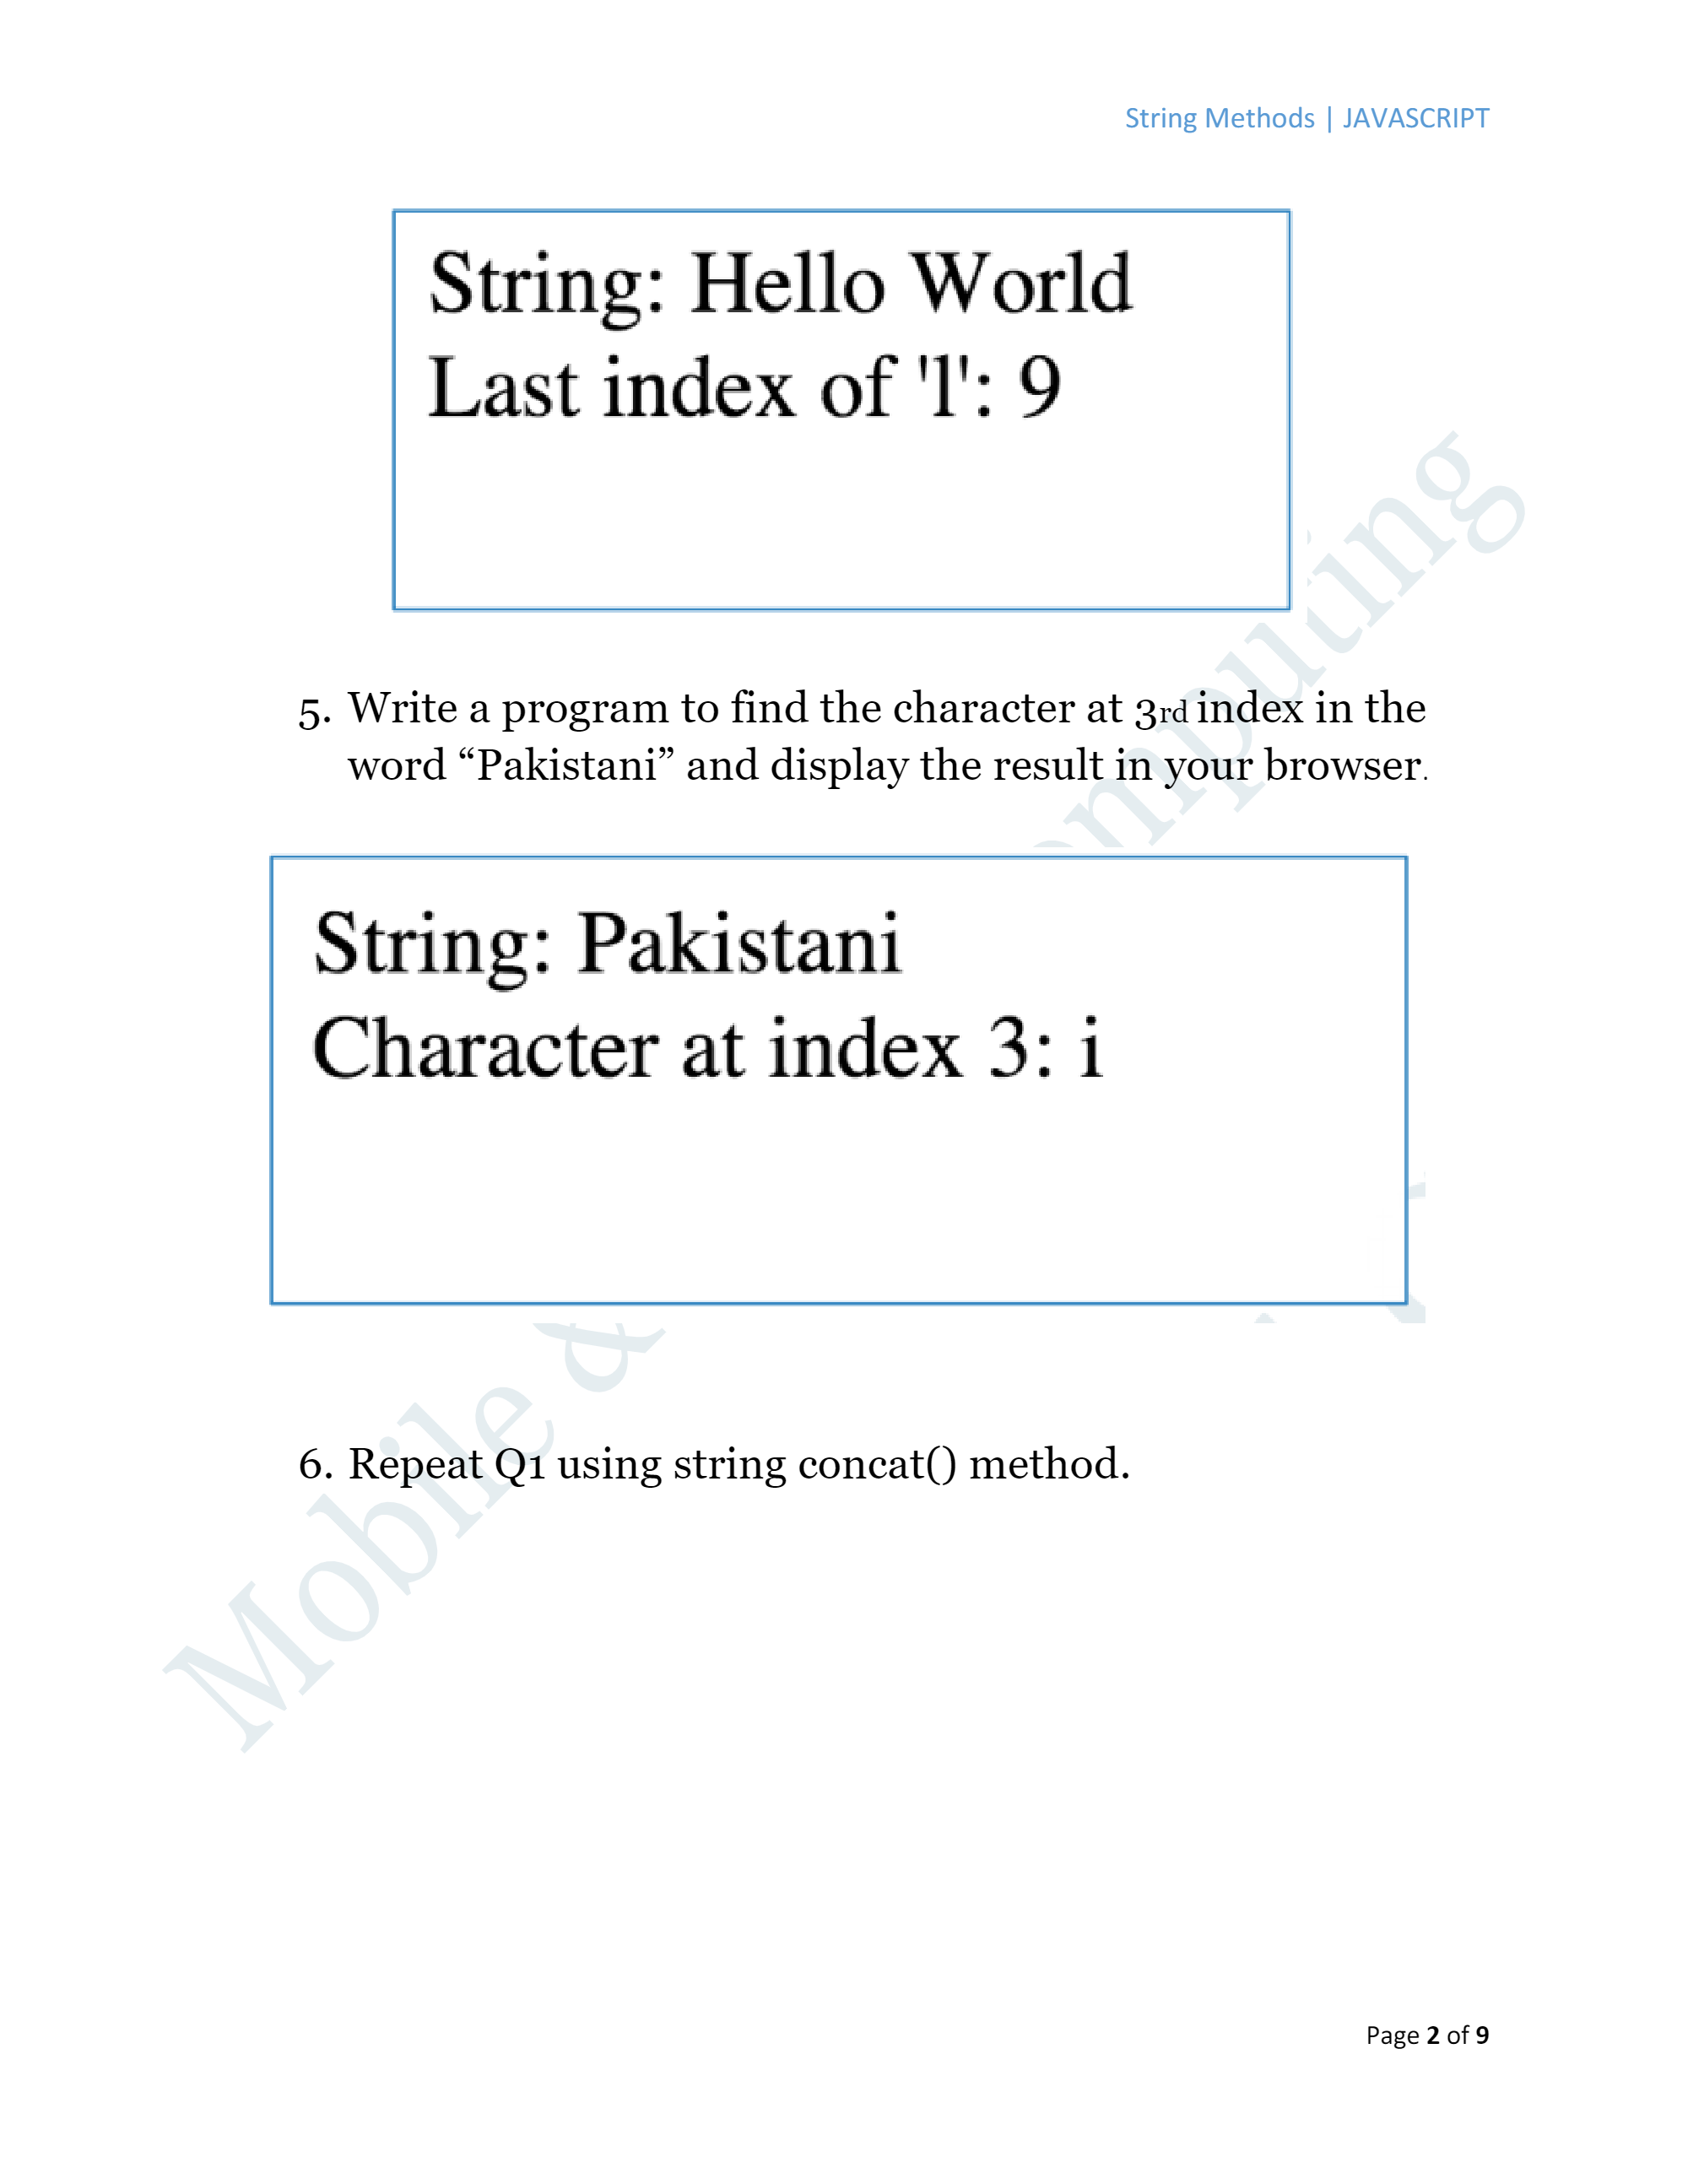 String Methods | JAVASCRIPT
String: Hello World
Last index of 'l': 9
5. Write a program to find the character at 3rd index in the
word “Pakistani” and display the result in your browser.
String: Pakistani
Character at index 3: i
6. Repeat Q1 using string concat() method.
Mobile & mputing
Page 2 of 9